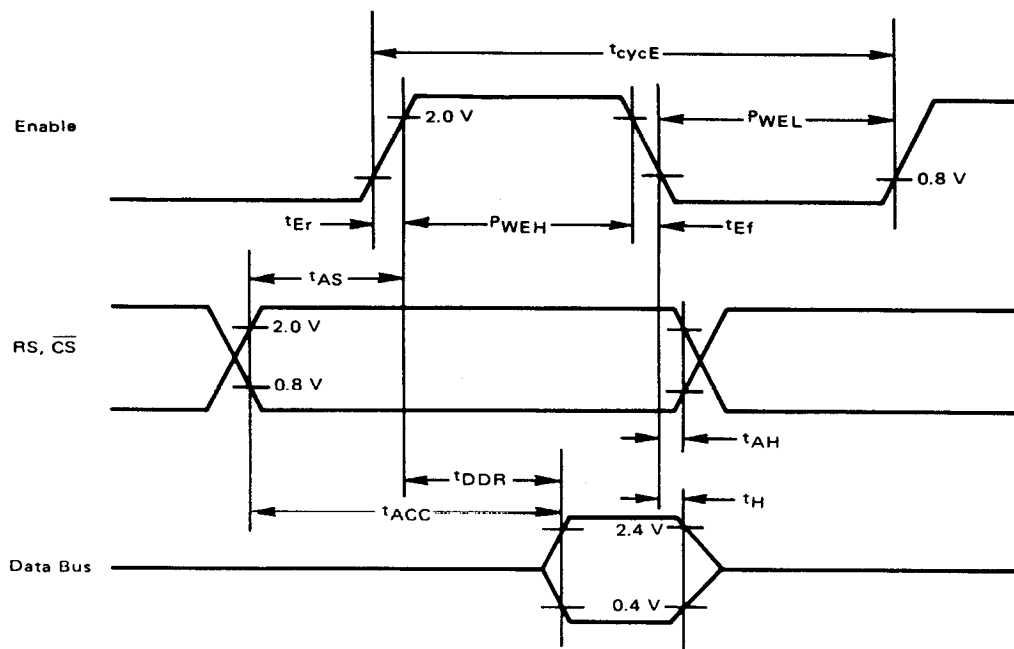 tcycE
Enable
2.0 V
PWEL
0.8 V
tEr
PWEH
tEf
tAS
RS, C̅S̅
2.0 V
0.8 V
tAH
tDDR
tACC
tH
Data Bus
2.4 V
0.4 V